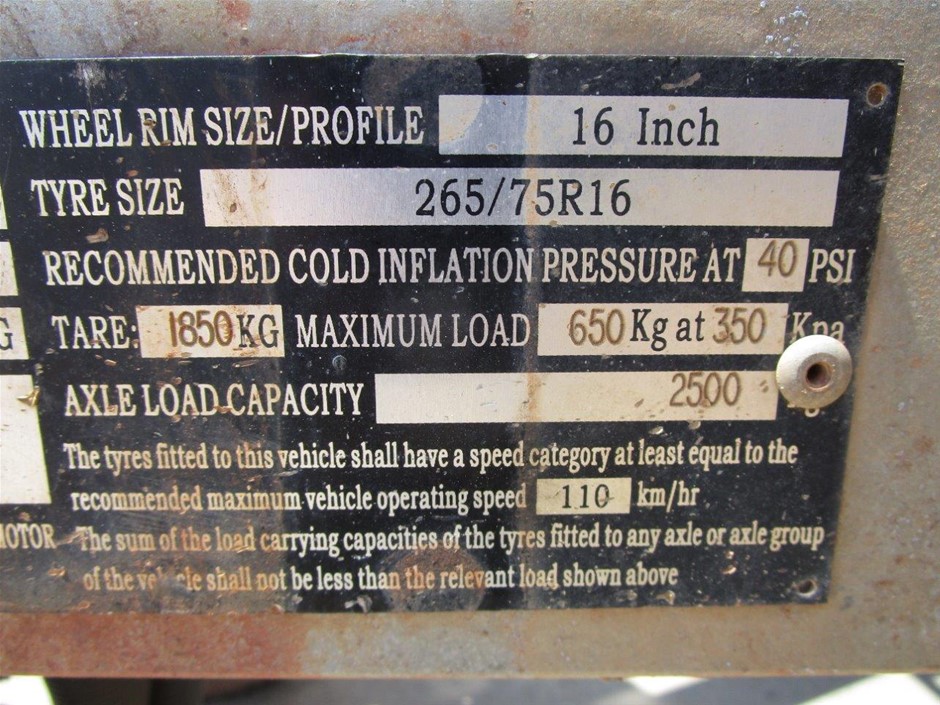 WHEEL RIM SIZE/PROFILE 16 Inch
TYRE SIZE 265/75R16
RECOMMENDED COLD INFLATION PRESSURE AT 40 PSI
G TARE: 1850 KG MAXIMUM LOAD 650 Kg at 350 Kpa
AXLE LOAD CAPACITY 2500
The tyres fitted to this vehicle shall have a speed category at least equal to the
recommended maximum vehicle operating speed 110 km/hr
MOTOR The sum of the load carrying capacities of the tyres fitted to any axle or axle group
of the vehicle shall not be less than the relevant load shown above